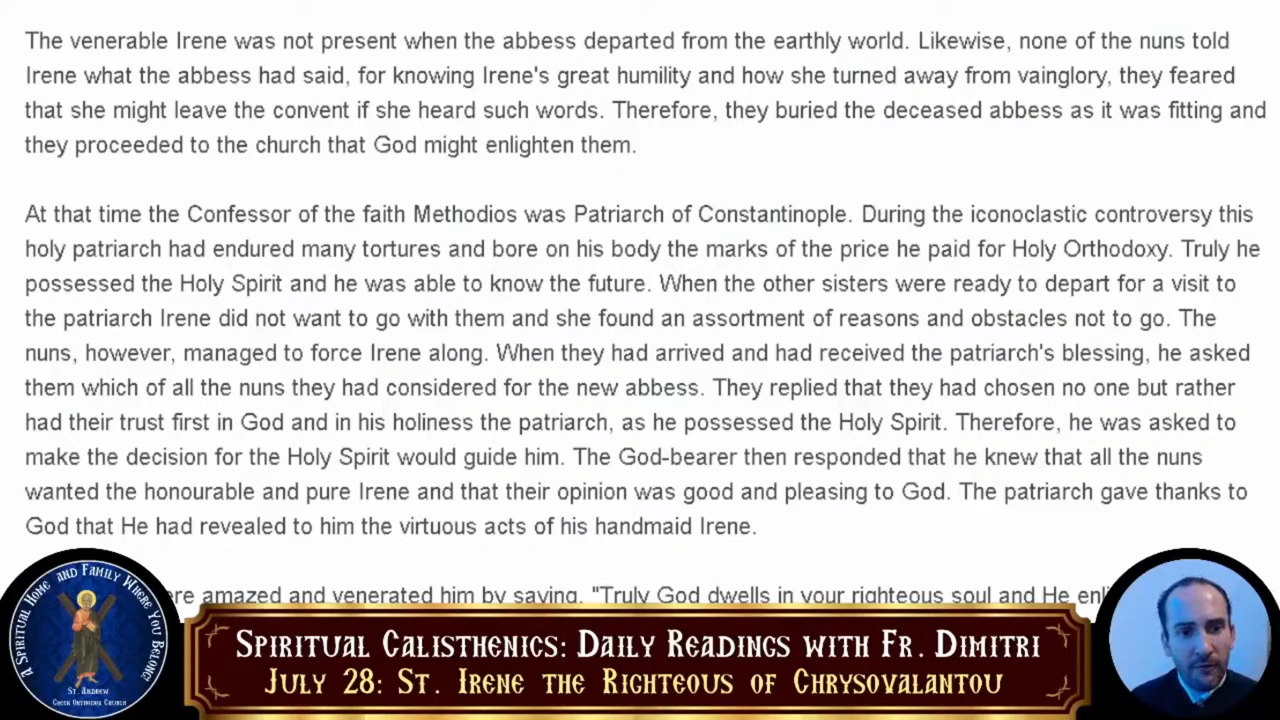 The venerable Irene was not present when the abbess departed from the earthly world. Likewise, none of the nuns told
Irene what the abbess had said, for knowing Irene's great humility and how she turned away from vainglory, they feared
that she might leave the convent if she heard such words. Therefore, they buried the deceased abbess as it was fitting and
they proceeded to the church that God might enlighten them.
At that time the Confessor of the faith Methodios was Patriarch of Constantinople. During the iconoclastic controversy this
holy patriarch had endured many tortures and bore on his body the marks of the price he paid for Holy Orthodoxy. Truly he
possessed the Holy Spirit and he was able to know the future. When the other sisters were ready to depart for a visit to
the patriarch Irene did not want to go with them and she found an assortment of reasons and obstacles not to go. The
nuns, however, managed to force Irene along. When they had arrived and had received the patriarch's blessing, he asked
them which of all the nuns they had considered for the new abbess. They replied that they had chosen no one but rather
had their trust first in God and in his holiness the patriarch, as he possessed the Holy Spirit. Therefore, he was asked to
make the decision for the Holy Spirit would guide him. The God-bearer then responded that he knew that all the nuns
wanted the honourable and pure Irene and that their opinion was good and pleasing to God. The patriarch gave thanks to
God that He had revealed to him the virtuous acts of his handmaid Irene.
amazed and venerated him by saying, "Truly God dwells in your righteous soul and He
A Spiritual Home and Family Where You Belong!
St. Andrew
Greek Orthodox Church
Spiritual Calisthenics: Daily Readings with Fr. Dimitri
July 28: St. Irene the Righteous of Chrysovalantou